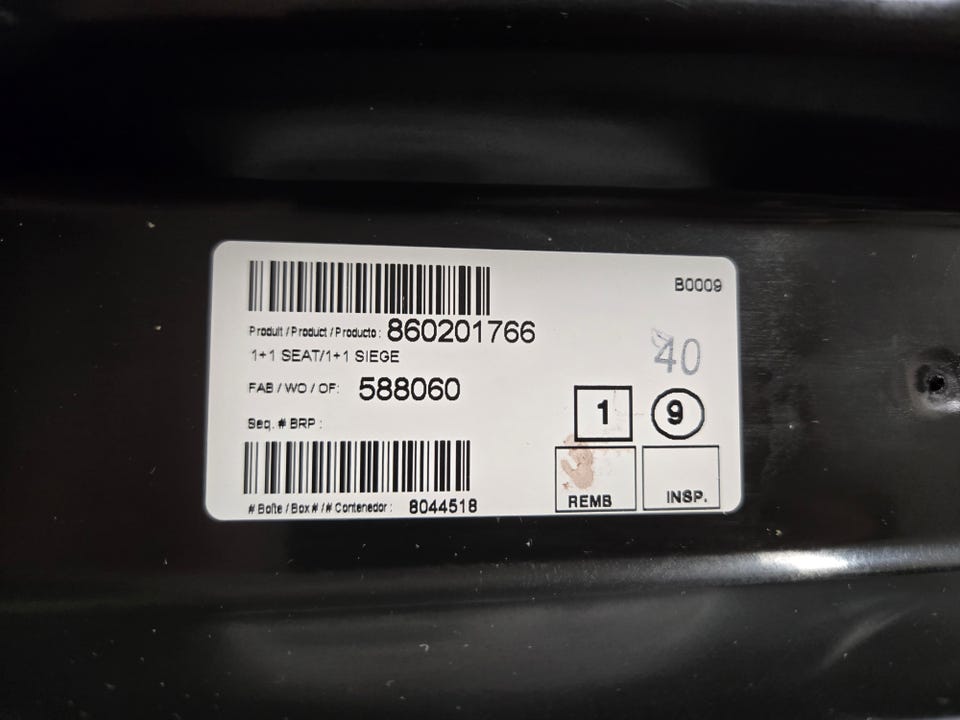 B0009
Produit / Product / Producto : 860201766
1+1 SEAT/1+1 SIEGE
40
FAB / WO / OF: 588060
1 9
Seq. # BRP :
REMB INSP.
# Boîte / Box # / # Contenedor : 8044518